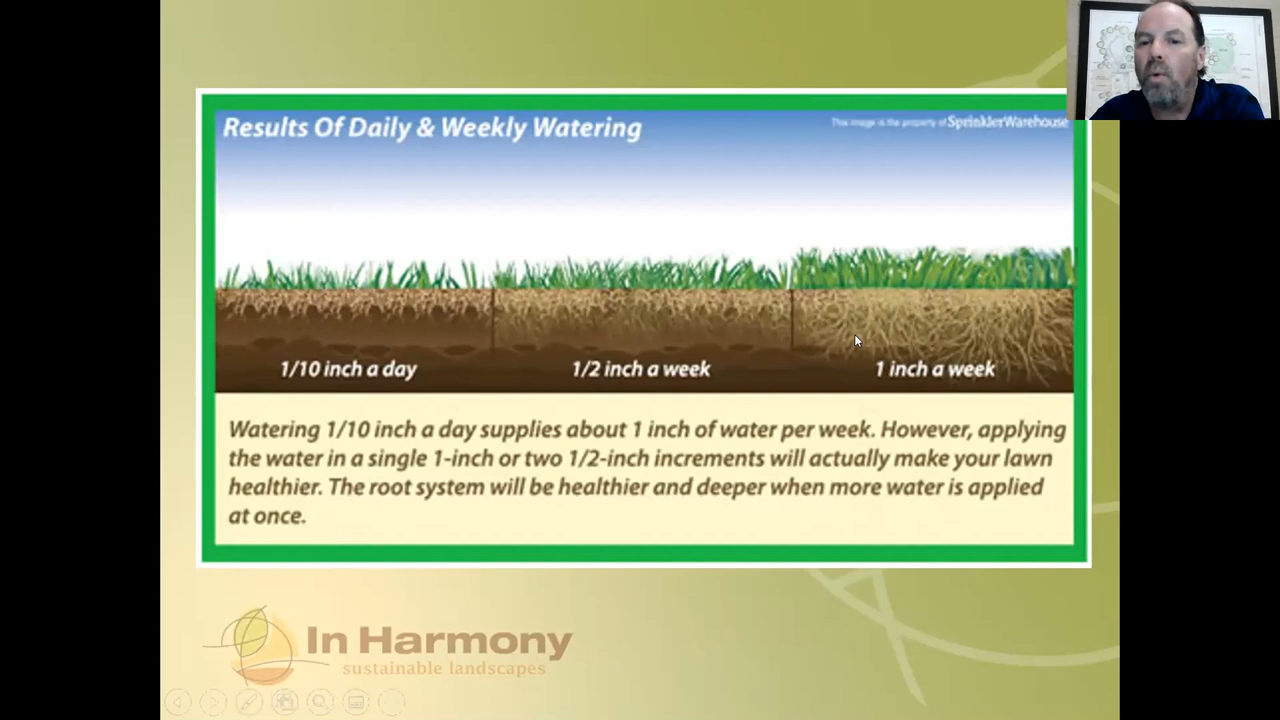 Results Of Daily & Weekly Watering
This image is the property of SprinklerWarehouse
1/10 inch a day
1/2 inch a week
1 inch a week
Watering 1/10 inch a day supplies about 1 inch of water per week. However, applying
the water in a single 1-inch or two 1/2-inch increments will actually make your lawn
healthier. The root system will be healthier and deeper when more water is applied
at once.
In Harmony
sustainable landscapes